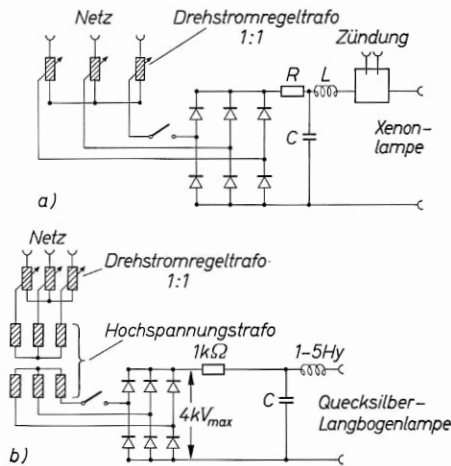 Netz
Drehstromregeltrafo
1:1
Zündung
R
L
C
Xenon-
lampe
a)
Netz
Drehstromregeltrafo
1:1
Hochspannungstrafo
1kΩ
1-5Hy
4kVmax
C
Quecksilber-
Langbogenlampe
b)